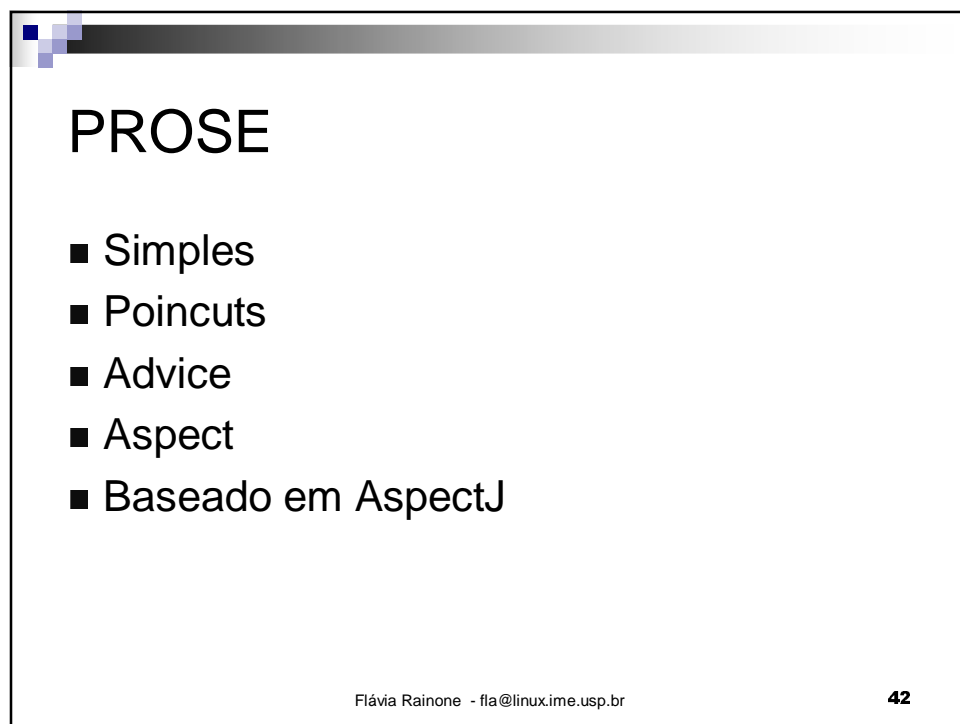 PROSE
■ Simples
■ Poincuts
■ Advice
■ Aspect
■ Baseado em AspectJ
Flávia Rainone - fla@linux.ime.usp.br
42